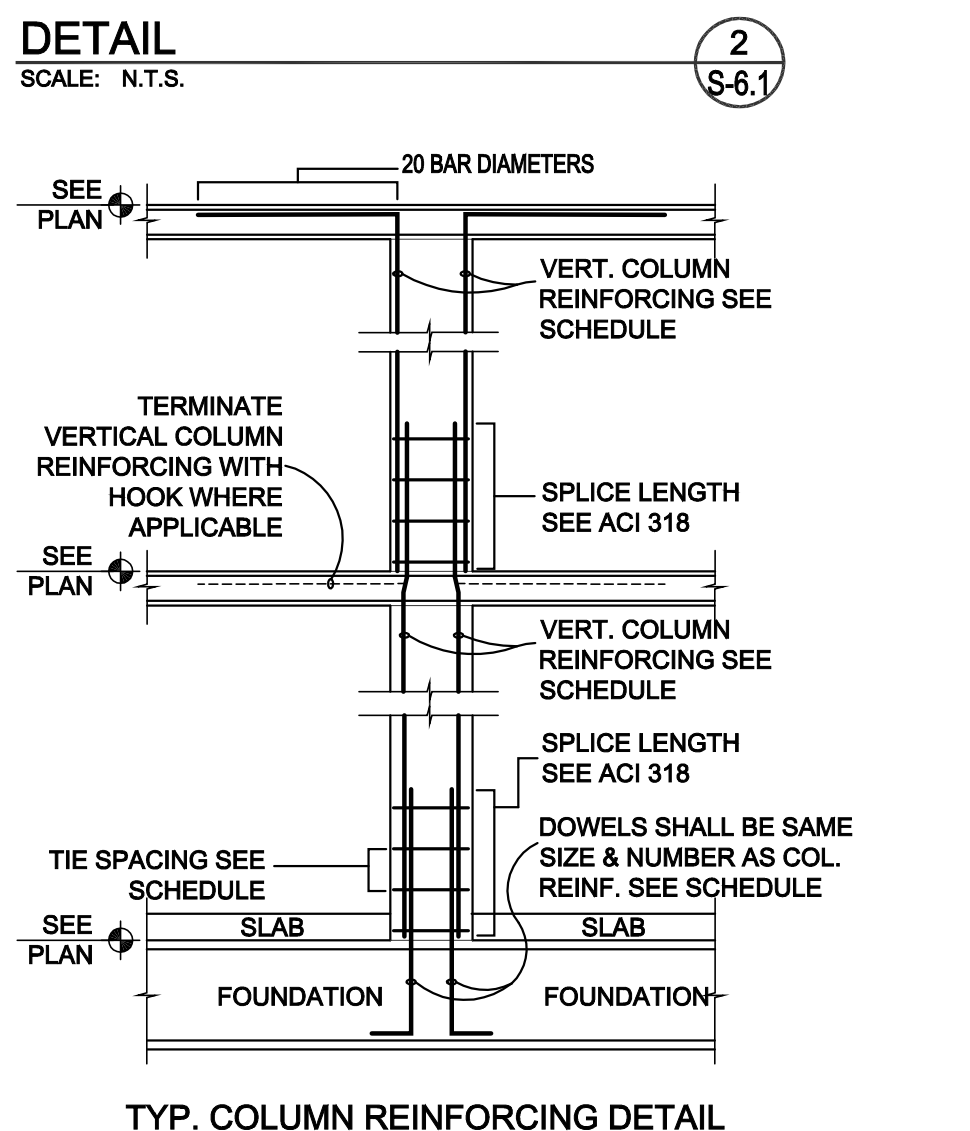 DETAIL
SCALE: N.T.S.
2
S-6.1
20 BAR DIAMETERS
SEE
PLAN
VERT. COLUMN
REINFORCING SEE
SCHEDULE
TERMINATE
VERTICAL COLUMN
REINFORCING WITH
HOOK WHERE
APPLICABLE
SPLICE LENGTH
SEE ACI 318
SEE
PLAN
VERT. COLUMN
REINFORCING SEE
SCHEDULE
SPLICE LENGTH
SEE ACI 318
DOWELS SHALL BE SAME
SIZE & NUMBER AS COL.
REINF. SEE SCHEDULE
TIE SPACING SEE
SCHEDULE
SEE
PLAN
SLAB
SLAB
FOUNDATION
FOUNDATION
TYP. COLUMN REINFORCING DETAIL